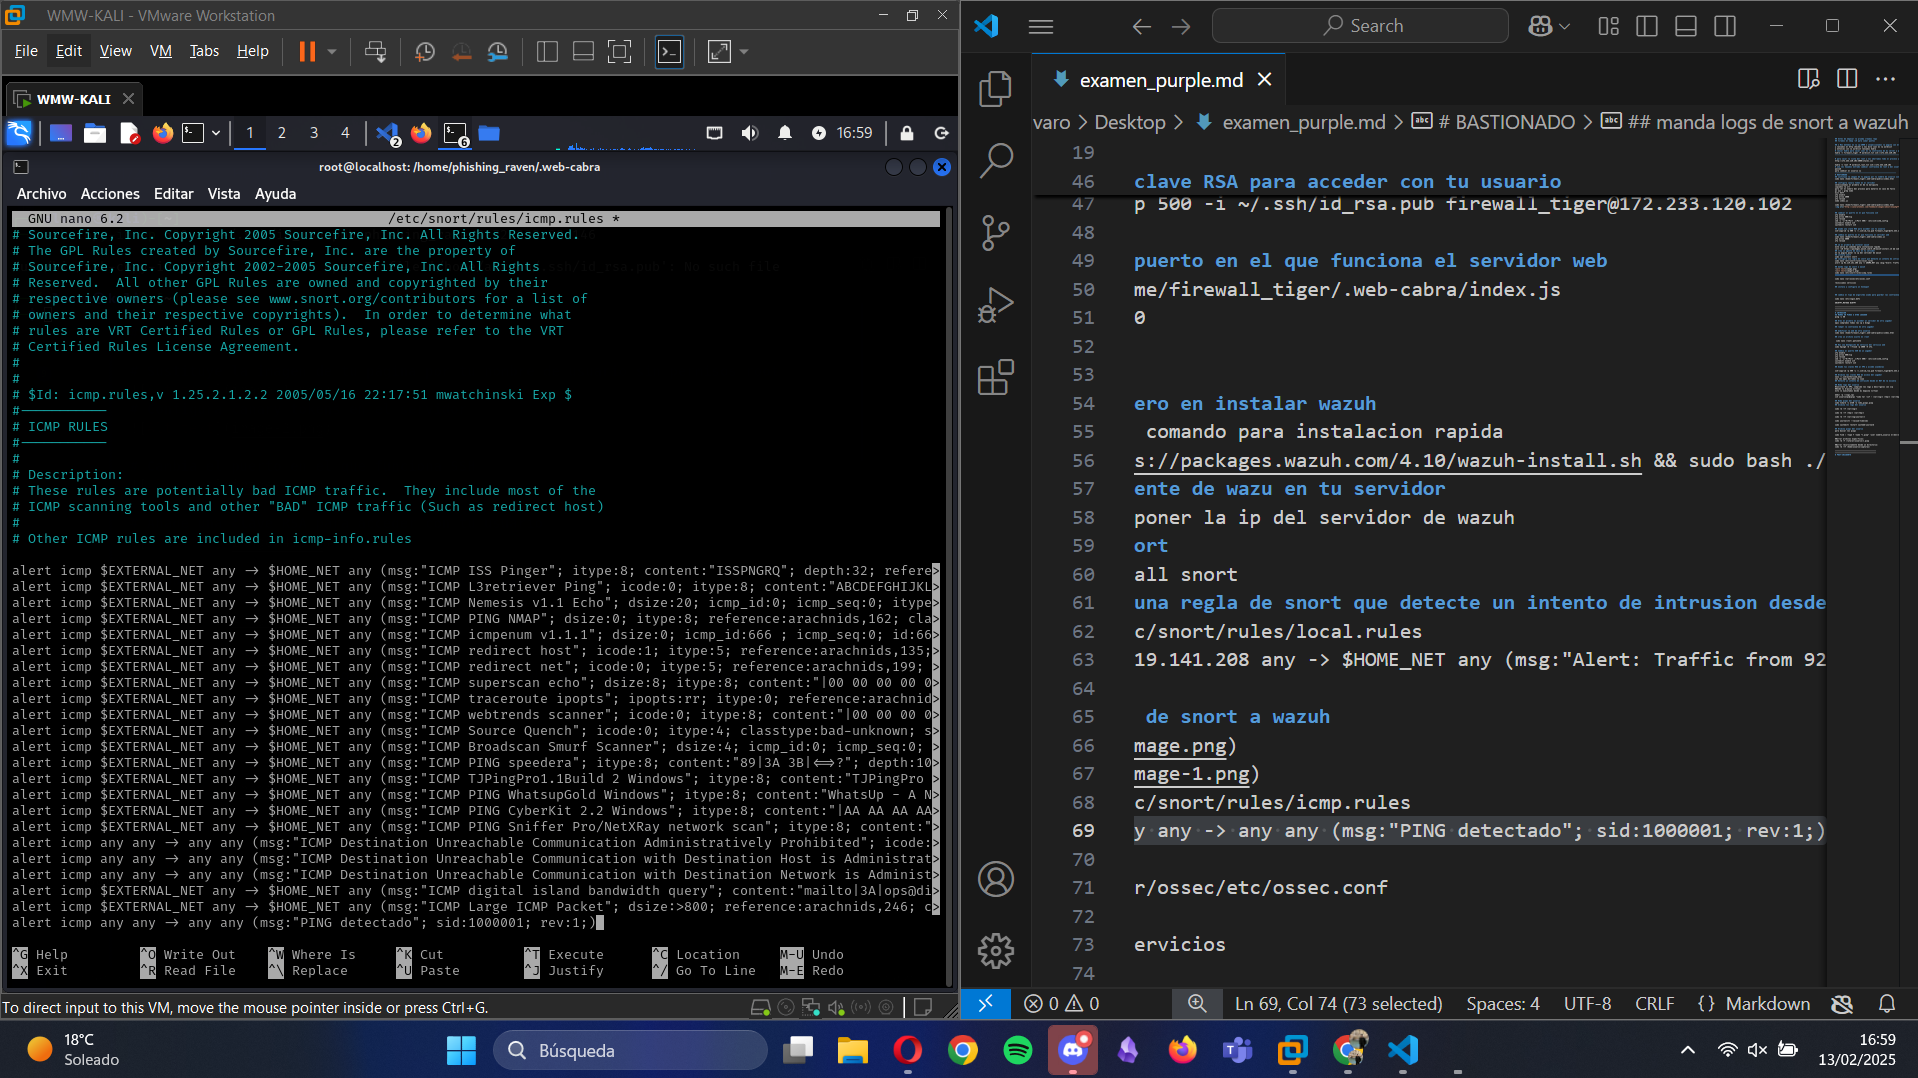 WMW-KALI - VMware Workstation
File Edit View VM Tabs Help
WMW-KALI
1 2 3 4 2 6 16:59
root@localhost: /home/phishing_raven/.web-cabra
Archivo Acciones Editar Vista Ayuda
GNU nano 6.2 /etc/snort/rules/icmp.rules *
# Sourcefire, Inc. Copyright 2005 Sourcefire, Inc. All Rights Reserved.
# The GPL Rules created by Sourcefire, Inc. are the property of
# Sourcefire, Inc. Copyright 2002-2005 Sourcefire, Inc. All Rights
# Reserved.  All other GPL Rules are owned and copyrighted by their
# respective owners (please see www.snort.org/contributors for a list of
# owners and their respective copyrights).  In order to determine what
# rules are VRT Certified Rules or GPL Rules, please refer to the VRT
# Certified Rules License Agreement.
#
#
# $Id: icmp.rules,v 1.25.2.1.2.2 2005/05/16 22:17:51 mwatchinski Exp $
#-----------
# ICMP RULES
#-----------
#
# Description:
# These rules are potentially bad ICMP traffic.  They include most of the
# ICMP scanning tools and other "BAD" ICMP traffic (Such as redirect host)
#
# Other ICMP rules are included in icmp-info.rules
alert icmp $EXTERNAL_NET any -> $HOME_NET any (msg:"ICMP ISS Pinger"; itype:8; content:"ISSPNGRQ"; depth:32; refere>
alert icmp $EXTERNAL_NET any -> $HOME_NET any (msg:"ICMP L3retriever Ping"; icode:0; itype:8; content:"ABCDEFGHIJKL>
alert icmp $EXTERNAL_NET any -> $HOME_NET any (msg:"ICMP Nemesis v1.1 Echo"; dsize:20; icmp_id:0; icmp_seq:0; itype>
alert icmp $EXTERNAL_NET any -> $HOME_NET any (msg:"ICMP PING NMAP"; dsize:0; itype:8; reference:arachnids,162; cla>
alert icmp $EXTERNAL_NET any -> $HOME_NET any (msg:"ICMP icmpenum v1.1.1"; dsize:0; icmp_id:666 ; icmp_seq:0; id:66>
alert icmp $EXTERNAL_NET any -> $HOME_NET any (msg:"ICMP redirect host"; icode:1; itype:5; reference:arachnids,135;>
alert icmp $EXTERNAL_NET any -> $HOME_NET any (msg:"ICMP redirect net"; icode:0; itype:5; reference:arachnids,199; >
alert icmp $EXTERNAL_NET any -> $HOME_NET any (msg:"ICMP superscan echo"; dsize:8; itype:8; content:"|00 00 00 00 0>
alert icmp $EXTERNAL_NET any -> $HOME_NET any (msg:"ICMP traceroute ipopts"; ipopts:rr; itype:0; reference:arachnid>
alert icmp $EXTERNAL_NET any -> $HOME_NET any (msg:"ICMP webtrends scanner"; icode:0; itype:8; content:"|00 00 00 0>
alert icmp $EXTERNAL_NET any -> $HOME_NET any (msg:"ICMP Source Quench"; icode:0; itype:4; classtype:bad-unknown; s>
alert icmp $EXTERNAL_NET any -> $HOME_NET any (msg:"ICMP Broadscan Smurf Scanner"; dsize:4; icmp_id:0; icmp_seq:0; >
alert icmp $EXTERNAL_NET any -> $HOME_NET any (msg:"ICMP PING speedera"; itype:8; content:"89|3A 3B|<=>?"; depth:10>
alert icmp $EXTERNAL_NET any -> $HOME_NET any (msg:"ICMP TJPingPro1.1Build 2 Windows"; itype:8; content:"TJPingPro >
alert icmp $EXTERNAL_NET any -> $HOME_NET any (msg:"ICMP PING WhatsupGold Windows"; itype:8; content:"WhatsUp - A N>
alert icmp $EXTERNAL_NET any -> $HOME_NET any (msg:"ICMP PING CyberKit 2.2 Windows"; itype:8; content:"|AA AA AA AA>
alert icmp $EXTERNAL_NET any -> $HOME_NET any (msg:"ICMP PING Sniffer Pro/NetXRay network scan"; itype:8; content:">
alert icmp any any -> any any (msg:"ICMP Destination Unreachable Communication Administratively Prohibited"; icode:>
alert icmp any any -> any any (msg:"ICMP Destination Unreachable Communication with Destination Host is Administrat>
alert icmp any any -> any any (msg:"ICMP Destination Unreachable Communication with Destination Network is Administ>
alert icmp $EXTERNAL_NET any -> $HOME_NET any (msg:"ICMP digital island bandwidth query"; content:"mailto|3A|ops@di>
alert icmp $EXTERNAL_NET any -> $HOME_NET any (msg:"ICMP Large ICMP Packet"; dsize:>800; reference:arachnids,246; c>
alert icmp any any -> any any (msg:"PING detectado"; sid:1000001; rev:1;)
^G Help ^O Write Out ^W Where Is ^K Cut ^T Execute ^C Location M-U Undo
^X Exit ^R Read File ^\ Replace ^U Paste ^J Justify ^/ Go To Line M-E Redo
To direct input to this VM, move the mouse pointer inside or press Ctrl+G.
Search
examen_purple.md
varo > Desktop > examen_purple.md > # BASTIONADO > ## manda logs de snort a wazuh
19
46 clave RSA para acceder con tu usuario
47 p 500 -i ~/.ssh/id_rsa.pub firewall_tiger@172.233.120.102
48
49 puerto en el que funciona el servidor web
50 me/firewall_tiger/.web-cabra/index.js
51 0
52
53
54 ero en instalar wazuh
55 comando para instalacion rapida
56 s://packages.wazuh.com/4.10/wazuh-install.sh && sudo bash ./
57 ente de wazu en tu servidor
58 poner la ip del servidor de wazuh
59 ort
60 all snort
61 una regla de snort que detecte un intento de intrusion desde
62 c/snort/rules/local.rules
63 19.141.208 any -> $HOME_NET any (msg:"Alert: Traffic from 92
64
65 de snort a wazuh
66 mage.png)
67 mage-1.png)
68 c/snort/rules/icmp.rules
69 y any -> any any (msg:"PING detectado"; sid:1000001; rev:1;)
70
71 r/ossec/etc/ossec.conf
72
73 ervicios
74
0 0 Ln 69, Col 74 (73 selected) Spaces: 4 UTF-8 CRLF {} Markdown
18°C
Soleado
Búsqueda
16:59
13/02/2025